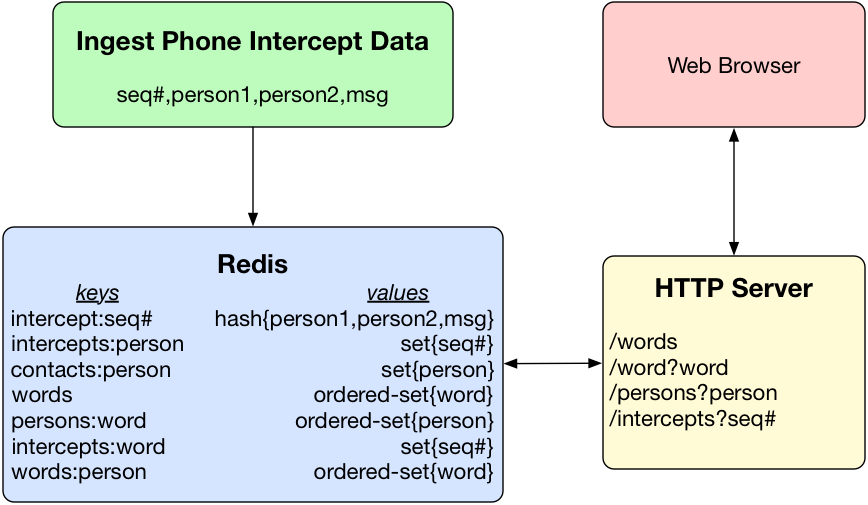 Ingest Phone Intercept Data
seq#,person1,person2,msg
Web Browser
Redis
keys values
intercept:seq# hash{person1,person2,msg}
intercepts:person set{seq#}
contacts:person set{person}
words ordered-set{word}
persons:word ordered-set{person}
intercepts:word set{seq#}
words:person ordered-set{word}
HTTP Server
/words
/word?word
/persons?person
/intercepts?seq#